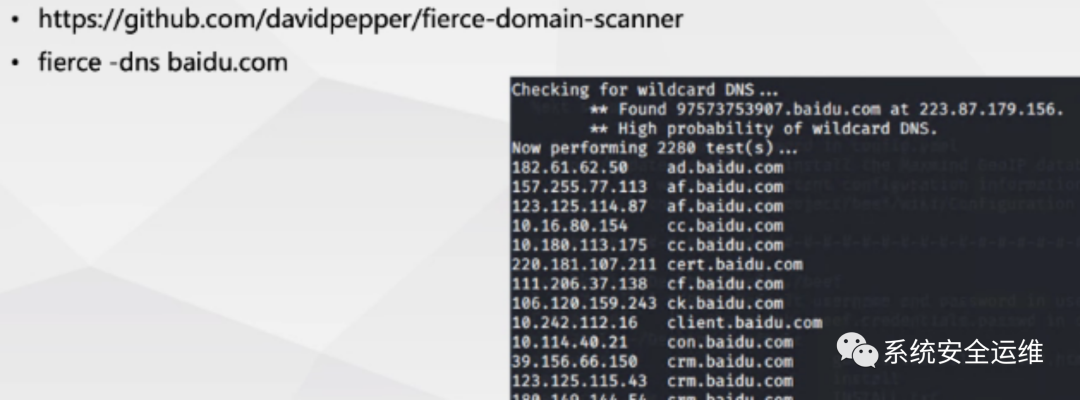 • https://github.com/davidpepper/fierce-domain-scanner
• fierce -dns baidu.com
Checking for wildcard DNS ...
** Found 97573753907.baidu.com at 223.87.179.156.
** High probability of wildcard DNS.
Now performing 2280 test(s) ...
182.61.62.50 ad.baidu.com
157.255.77.113 af.baidu.com
123.125.114.87 af.baidu.com
10.16.80.154 cc.baidu.com
10.180.113.175 cc.baidu.com
220.181.107.211 cert.baidu.com
111.206.37.138 cf.baidu.com
106.120.159.243 ck.baidu.com
10.242.112.16 client.baidu.com
10.114.40.21 con.baidu.com
39.156.66.150 crm.baidu.com
123.125.115.43 crm.baidu.com
系统安全运维